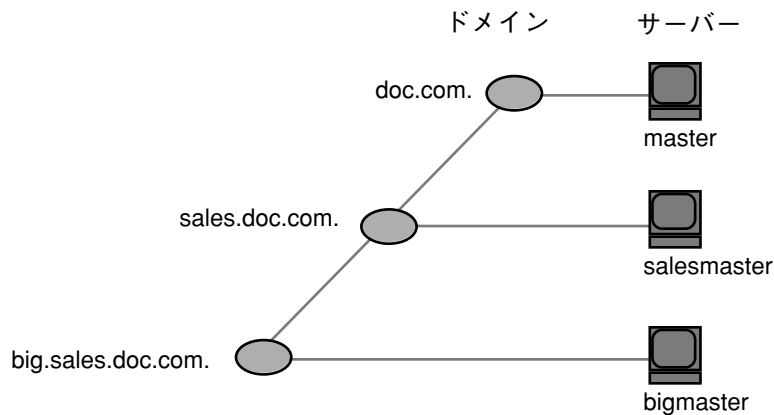 ドメイン サーバー
doc.com.
master
sales.doc.com.
salesmaster
big.sales.doc.com.
bigmaster